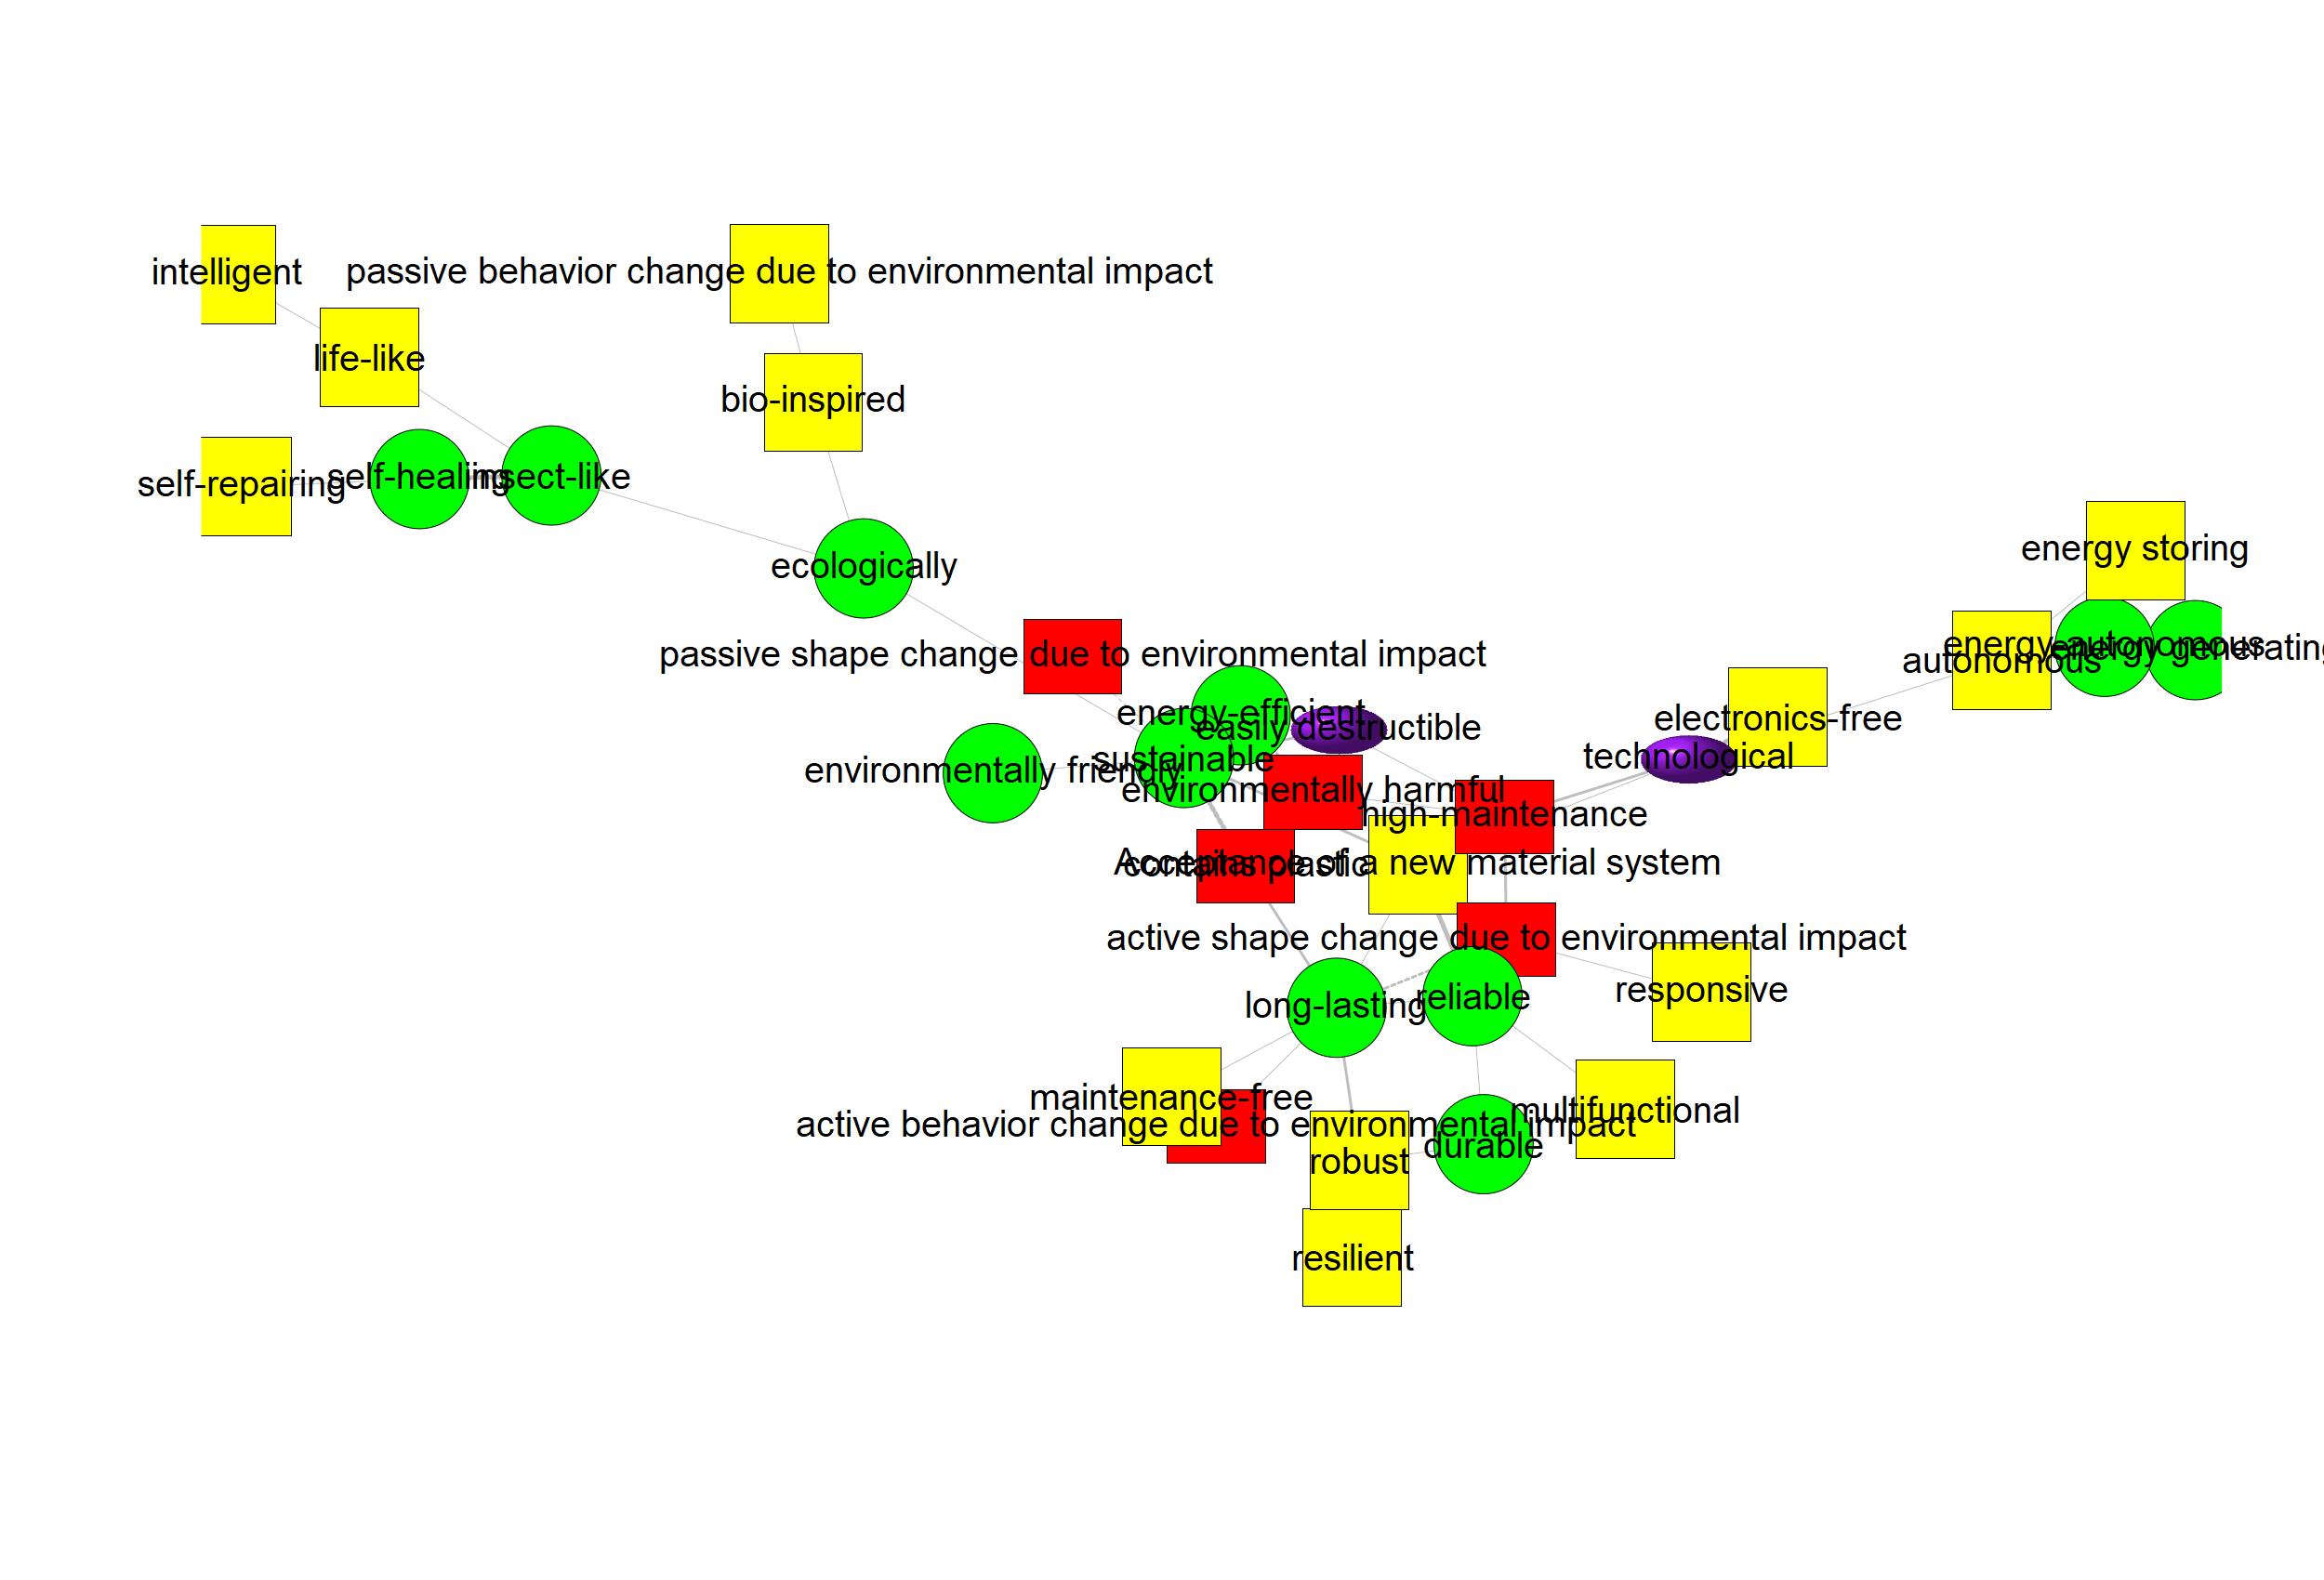 intelligent
passive behavior change due to environmental impact
life-like
bio-inspired
self-repairing
self-healing
insect-like
energy storing
ecologically
passive shape change due to environmental impact
energy-autonomous
energy generating
autonomous
energy-efficient
easily destructible
electronics-free
sustainable
technological
environmentally friendly
environmentally harmful
high-maintenance
Acceptance of a new material system
contains plastic
active shape change due to environmental impact
responsive
long-lasting
reliable
maintenance-free
multifunctional
active behavior change due to environmental impact
durable
robust
resilient